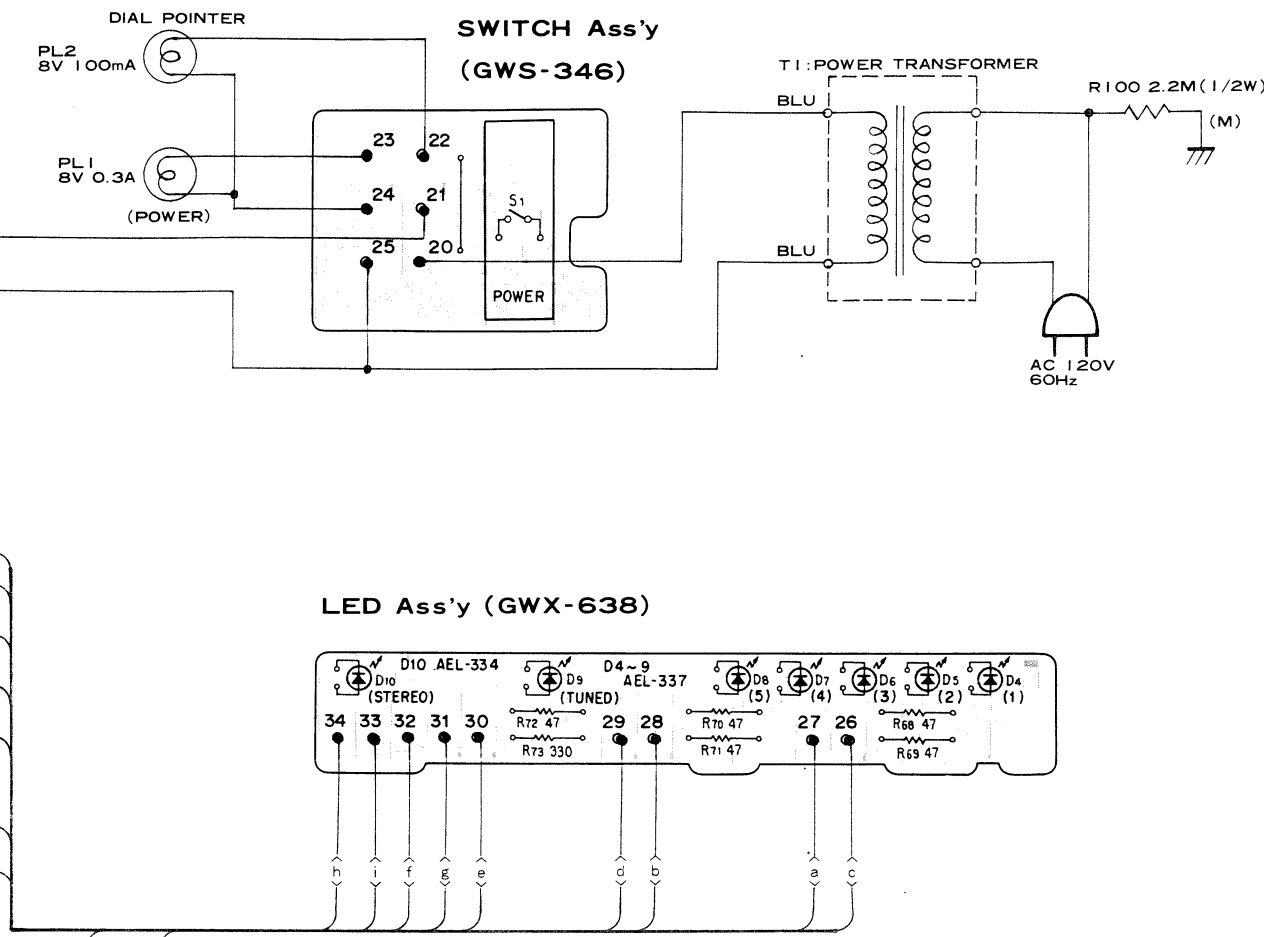 DIAL POINTER
PL2
8V 100mA
SWITCH Ass'y
(GWS-346)
T1:POWER TRANSFORMER
R100 2.2M(1/2W)
(M)
BLU
23 22
PL1
8V 0.3A
(POWER)
24 21
S1
25 20
BLU
POWER
AC 120V
60Hz
LED Ass'y (GWX-638)
D10 AEL-334
D4~9
AEL-337
D10
(STEREO)
D9
(TUNED)
D8
(5)
D7
(4)
D6
(3)
D5
(2)
D4
(1)
34 33 32 31 30
R72 47
29 28
R70 47
27 26
R68 47
R73 330
R71 47
R69 47
h i f g e d b a c